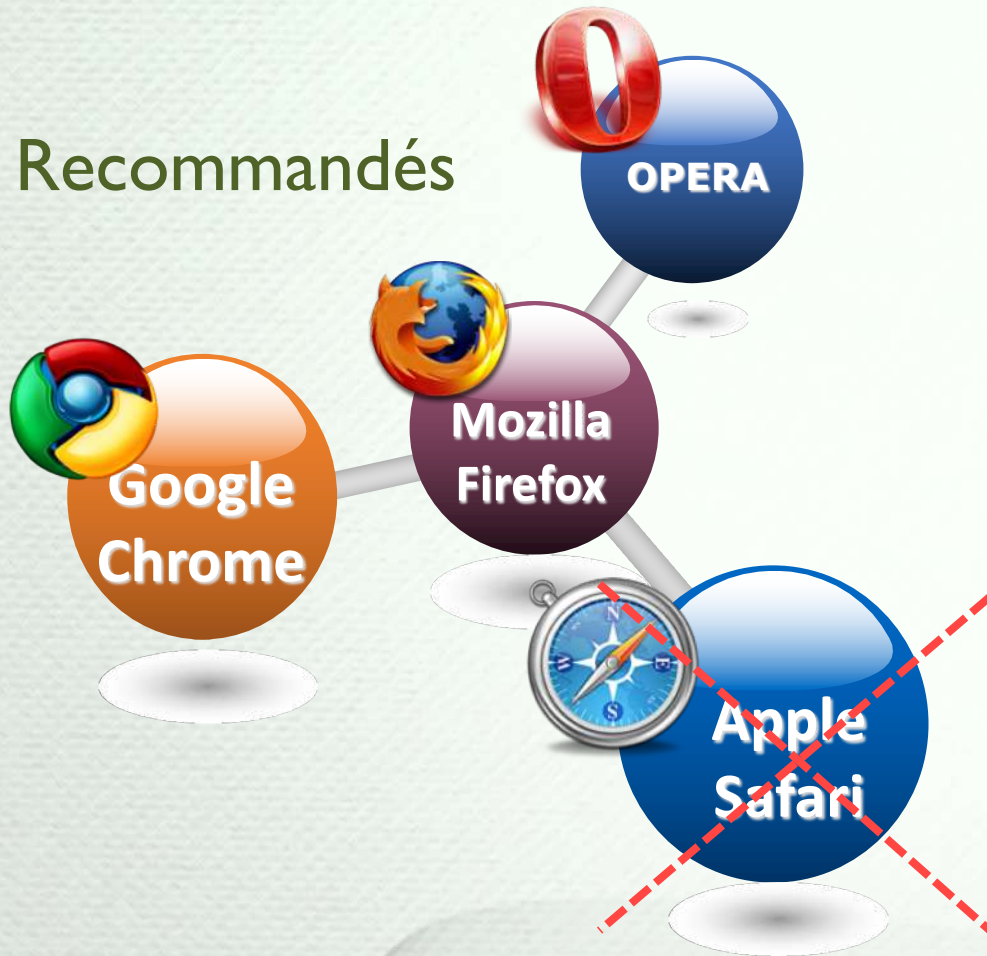 Recommandés
OPERA
Mozilla
Firefox
Google
Chrome
N
W
E
S
Apple
Safari